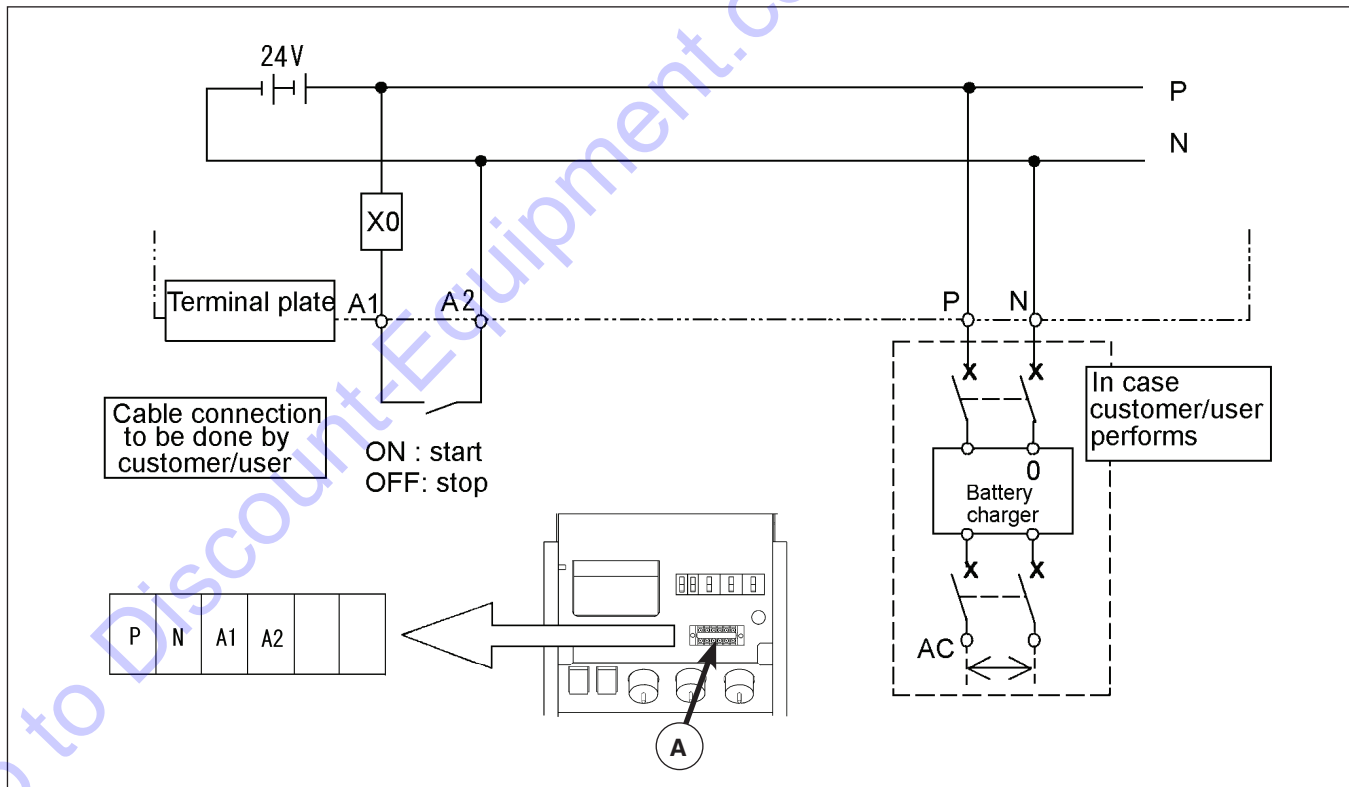 24V
P
N
X0
Terminal plate
A1
A2
P
N
Cable connection
to be done by
customer/user
ON : start
OFF: stop
In case
customer/user
performs
0
Battery
charger
AC
P N A1 A2
A
to Discount-Equipment.co